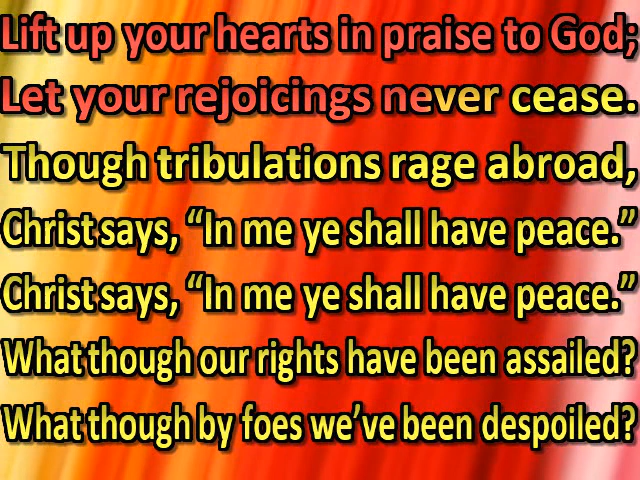 Lift up your hearts in praise to God;
Let your rejoicings never cease.
Though tribulations rage abroad,
Christ says, “In me ye shall have peace.”
Christ says, “In me ye shall have peace.”
What though our rights have been assailed?
What though by foes we’ve been despoiled?